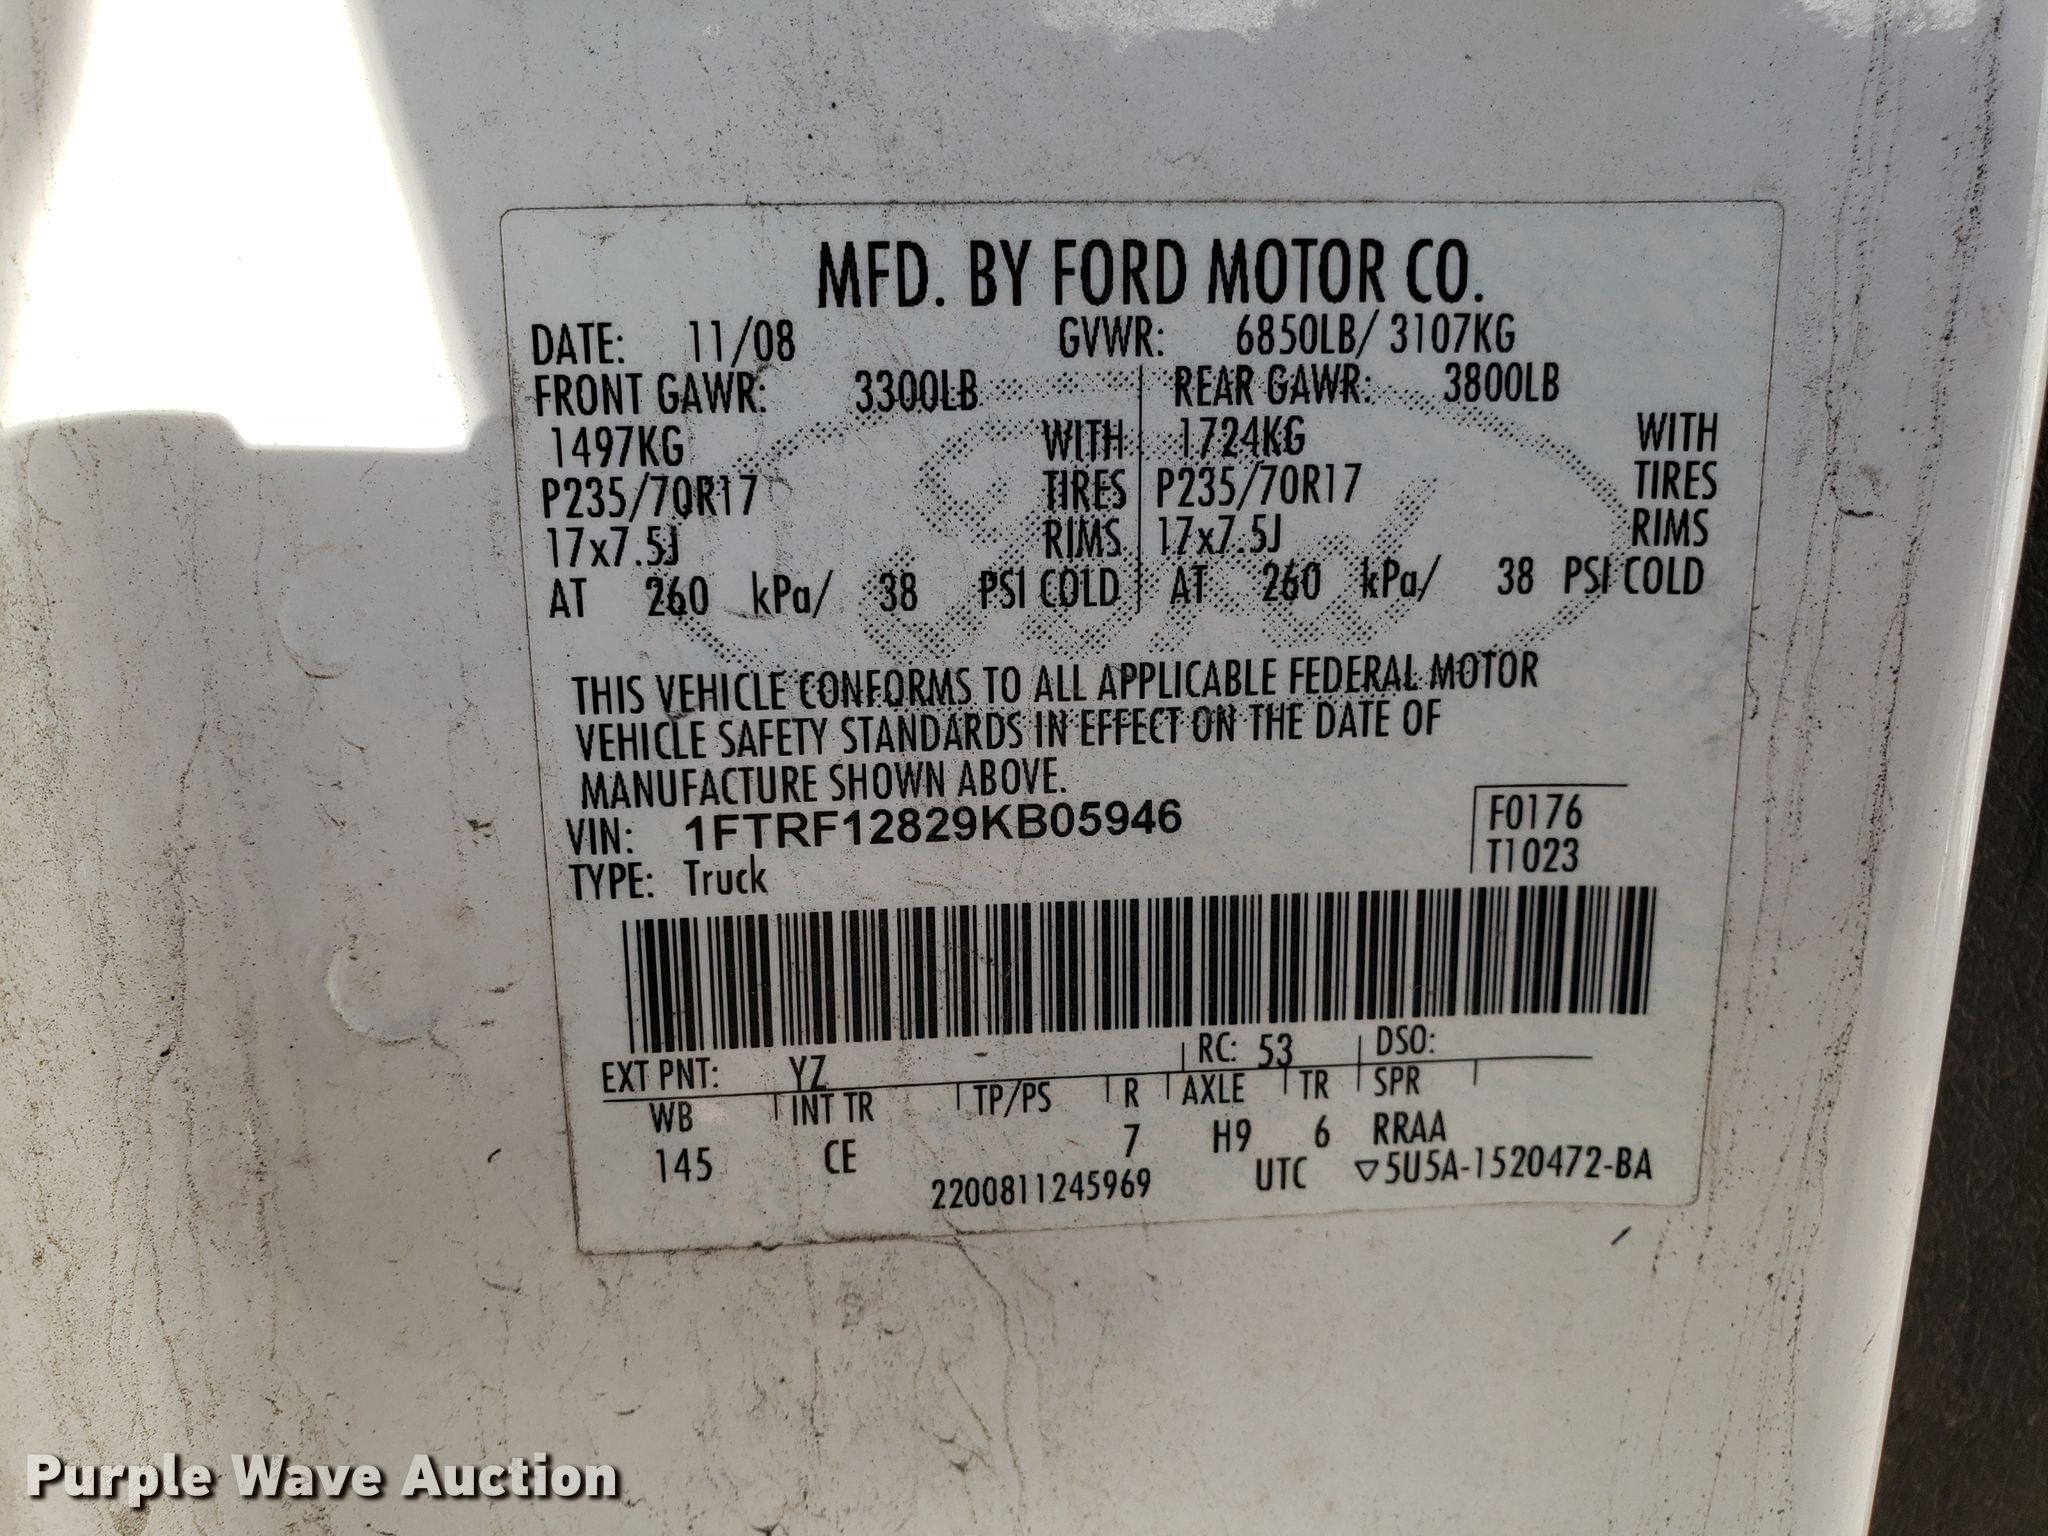 MFD. BY FORD MOTOR CO.
DATE: 11/08 GVWR: 6850LB/ 3107KG
FRONT GAWR: 3300LB REAR GAWR: 3800LB
1497KG WITH 1724KG WITH
P235/70R17 TIRES P235/70R17 TIRES
17x7.5J RIMS 17x7.5J RIMS
AT 260 kPa/ 38 PSI COLD AT 260 kPa/ 38 PSI COLD
THIS VEHICLE CONFORMS TO ALL APPLICABLE FEDERAL MOTOR
VEHICLE SAFETY STANDARDS IN EFFECT ON THE DATE OF
MANUFACTURE SHOWN ABOVE.
VIN: 1FTRF12829KB05946 F0176
TYPE: Truck T1023
EXT PNT: YZ RC: 53 DSO:
WB INT TR TP/PS R AXLE TR SPR
145 CE 7 H9 6 RRAA
2200811245969 UTC ▽5U5A-1520472-BA
Purple Wave Auction